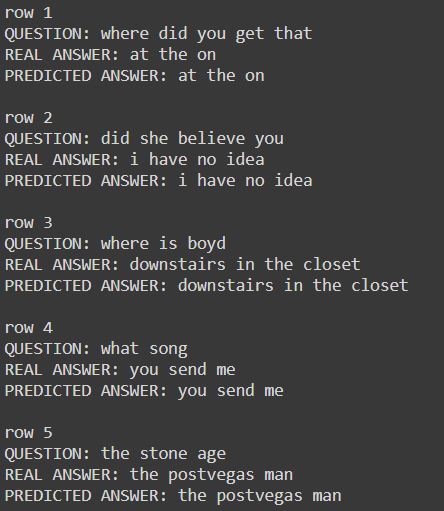 row 1
QUESTION: where did you get that
REAL ANSWER: at the on
PREDICTED ANSWER: at the on
row 2
QUESTION: did she believe you
REAL ANSWER: i have no idea
PREDICTED ANSWER: i have no idea
row 3
QUESTION: where is boyd
REAL ANSWER: downstairs in the closet
PREDICTED ANSWER: downstairs in the closet
row 4
QUESTION: what song
REAL ANSWER: you send me
PREDICTED ANSWER: you send me
row 5
QUESTION: the stone age
REAL ANSWER: the postvegas man
PREDICTED ANSWER: the postvegas man